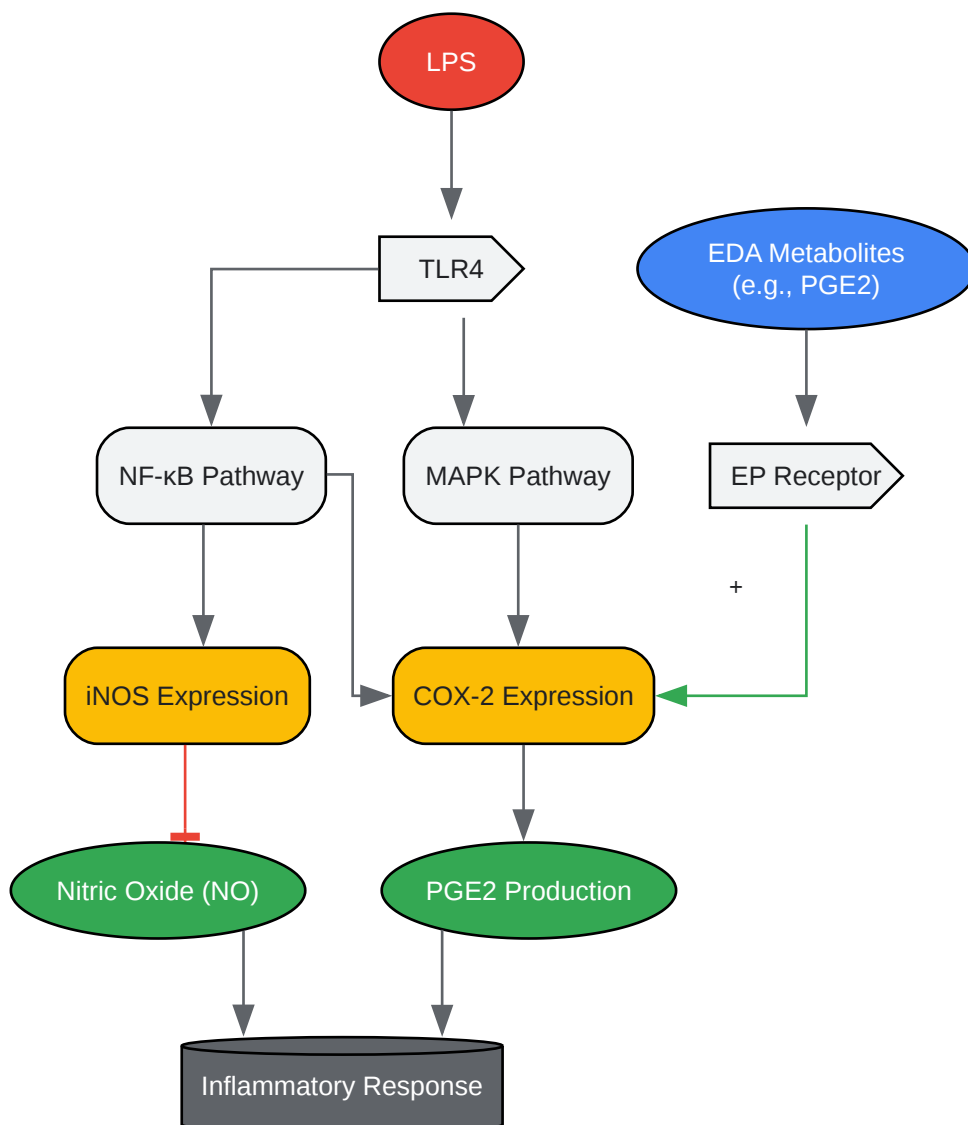 LPS
EDA Metabolites
(e.g., PGE2)
TLR4
NF-κB Pathway
MAPK Pathway
EP Receptor
+
iNOS Expression
COX-2 Expression
Nitric Oxide (NO)
PGE2 Production
Inflammatory Response